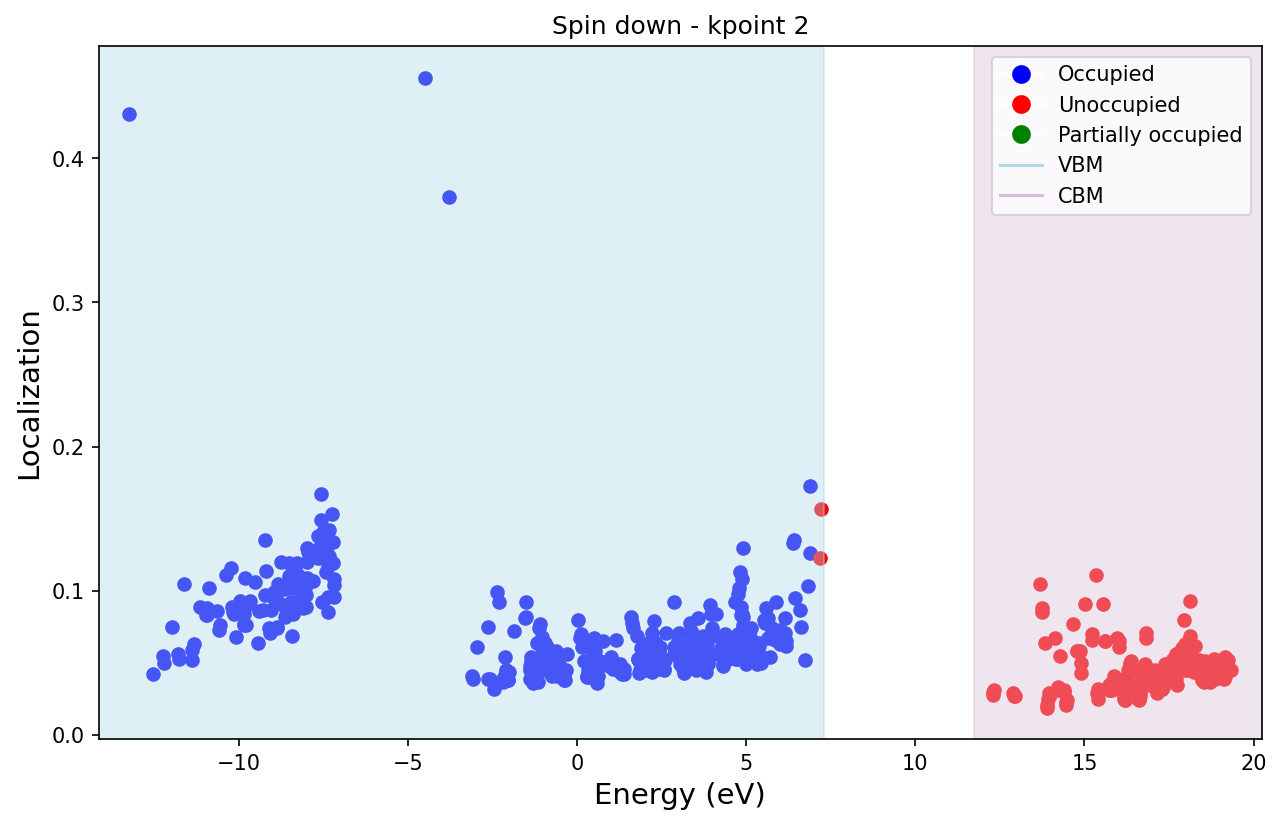 Spin down - kpoint 2
Occupied
Unoccupied
Partially occupied
VBM
CBM
Localization
0.4
0.3
0.2
0.1
0.0
−10
−5
0
5
10
15
20
Energy (eV)